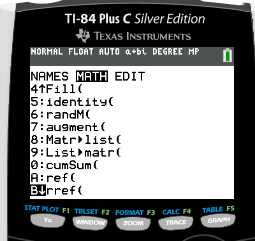 TI-84 Plus C Silver Edition
TEXAS INSTRUMENTS
NORMAL FLOAT AUTO a+bi DEGREE MP
NAMES MATH EDIT
4↑Fill(
5:identity(
6:randM(
7:augment(
8:Matr▶list(
9:List▶matr(
0:cumSum(
A:ref(
B↓rref(
STAT PLOT F1 TBLSET F2 FORMAT F3 CALC F4 TABLE F5
Y= WINDOW ZOOM TRACE GRAPH